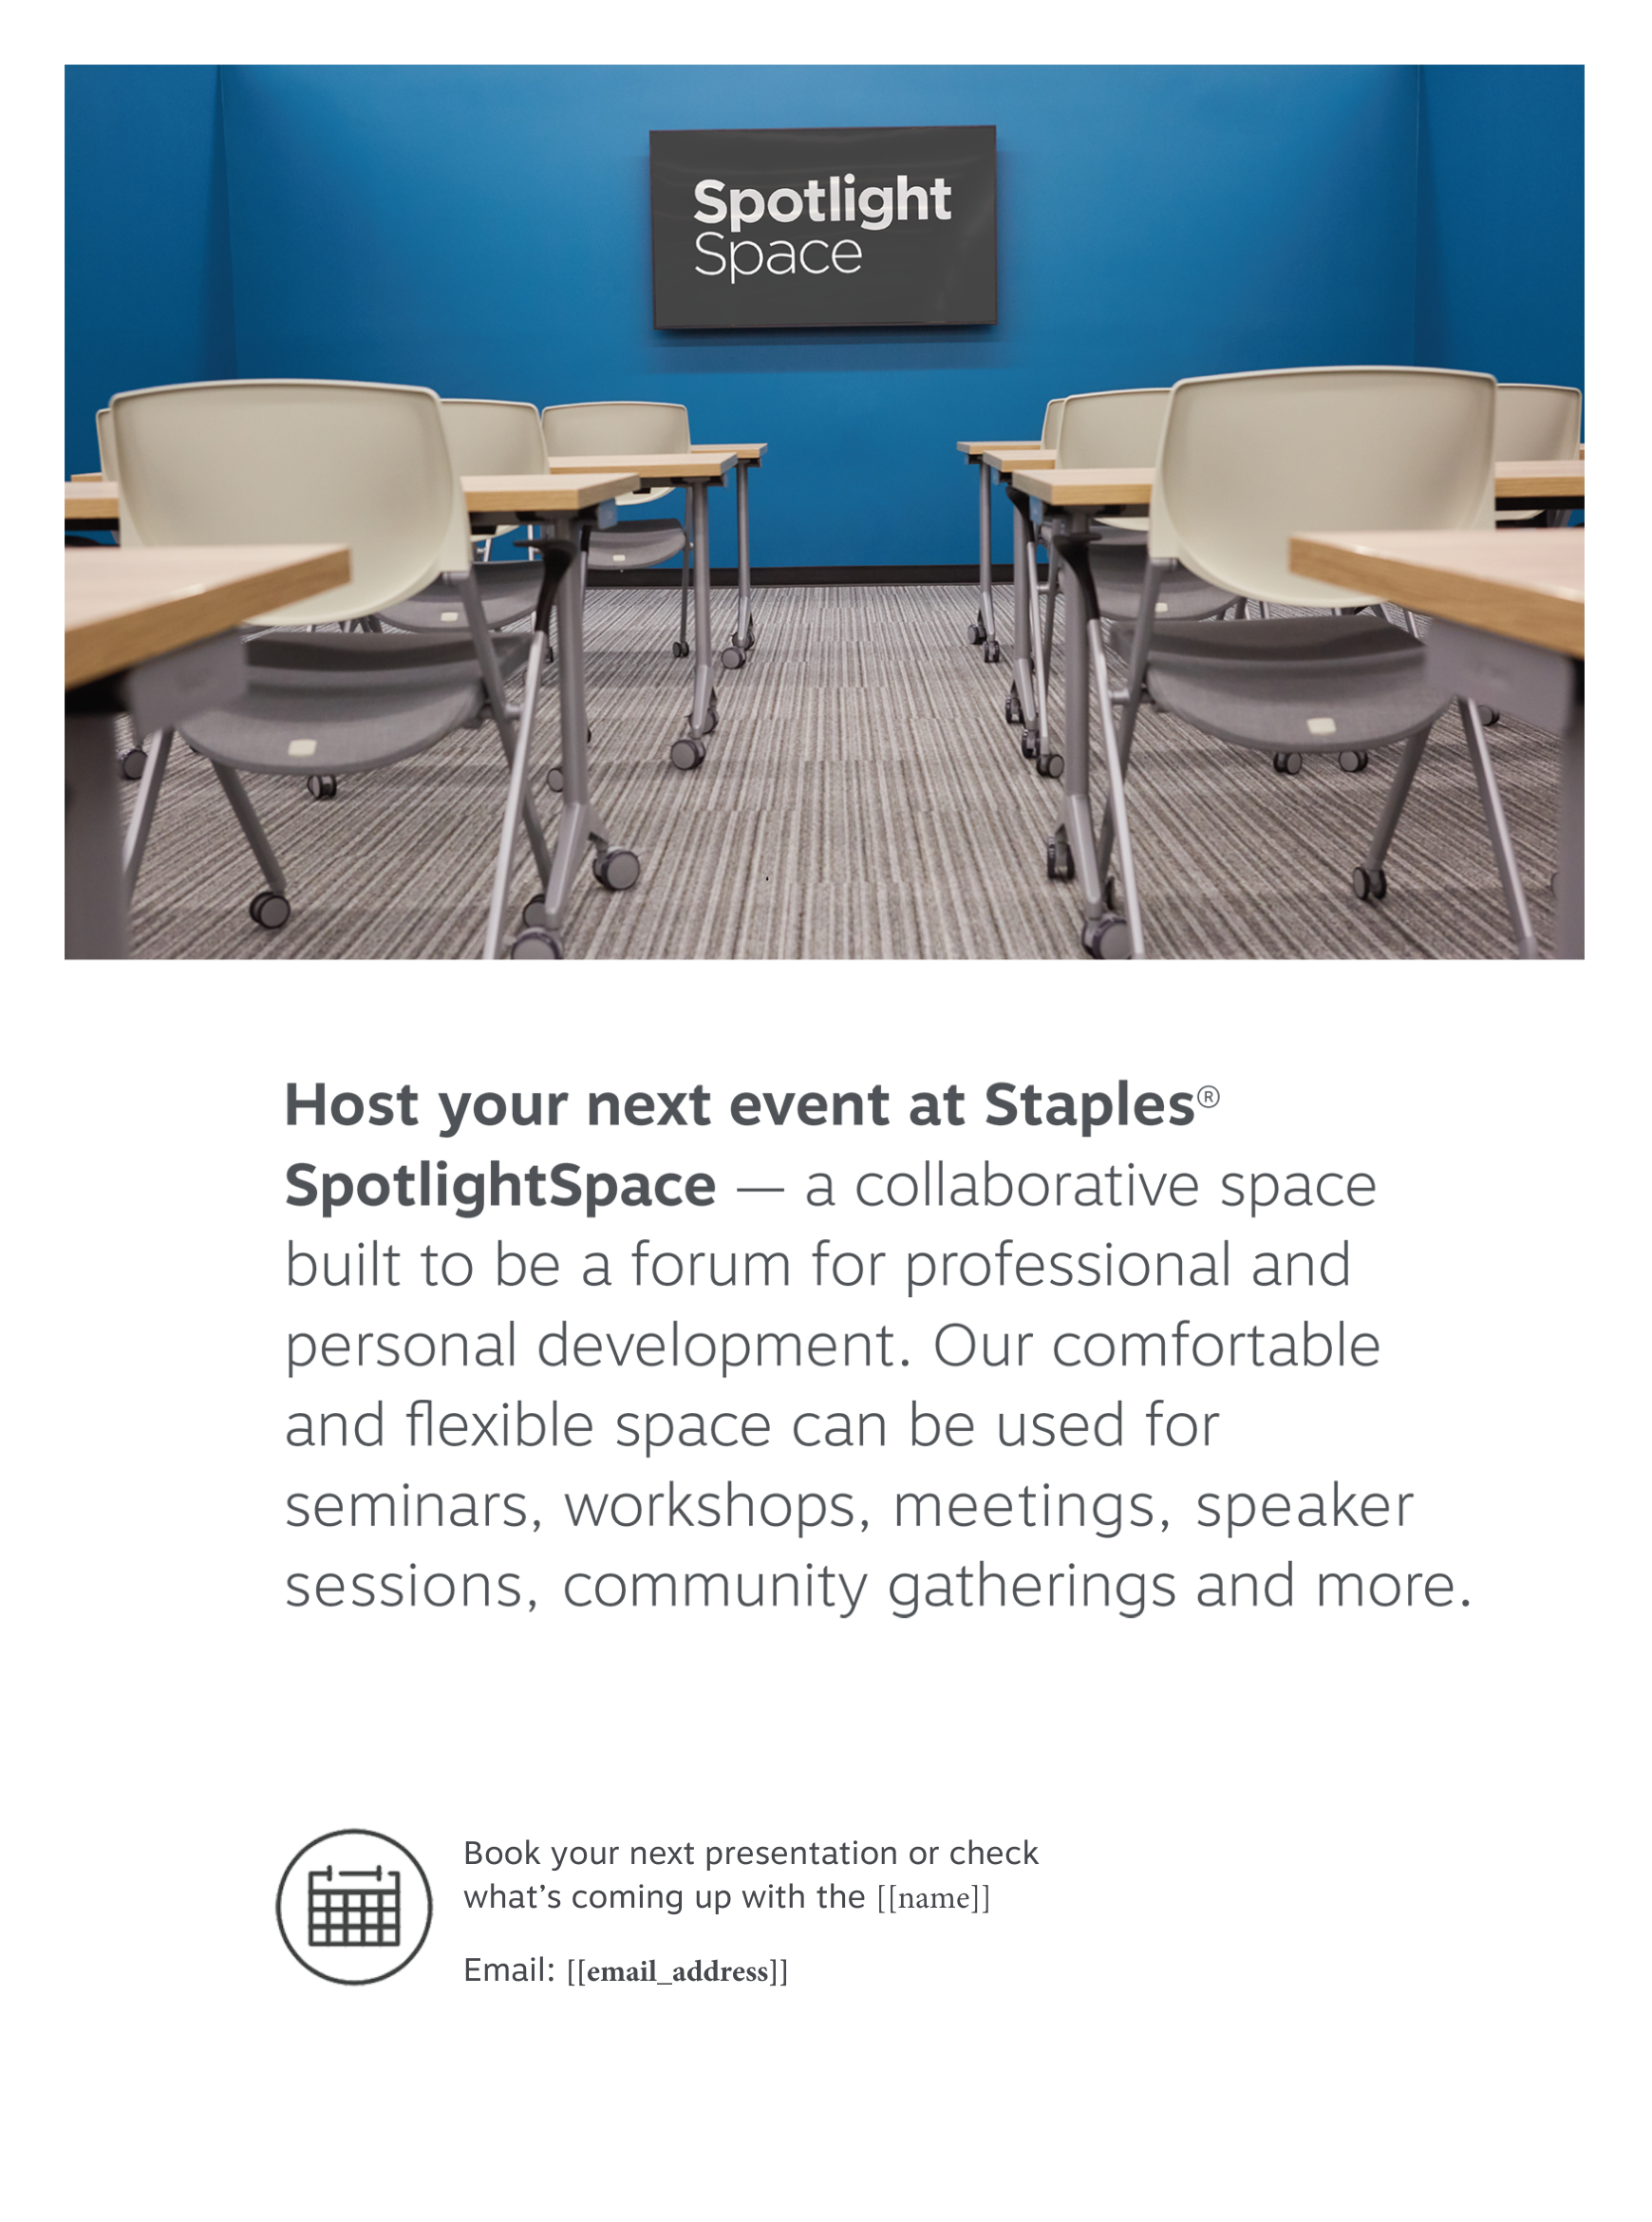 Spotlight
Space
Host your next event at Staples®
SpotlightSpace — a collaborative space
built to be a forum for professional and
personal development. Our comfortable
and flexible space can be used for
seminars, workshops, meetings, speaker
sessions, community gatherings and more.
Book your next presentation or check
what’s coming up with the [[name]]
Email: [[email_address]]